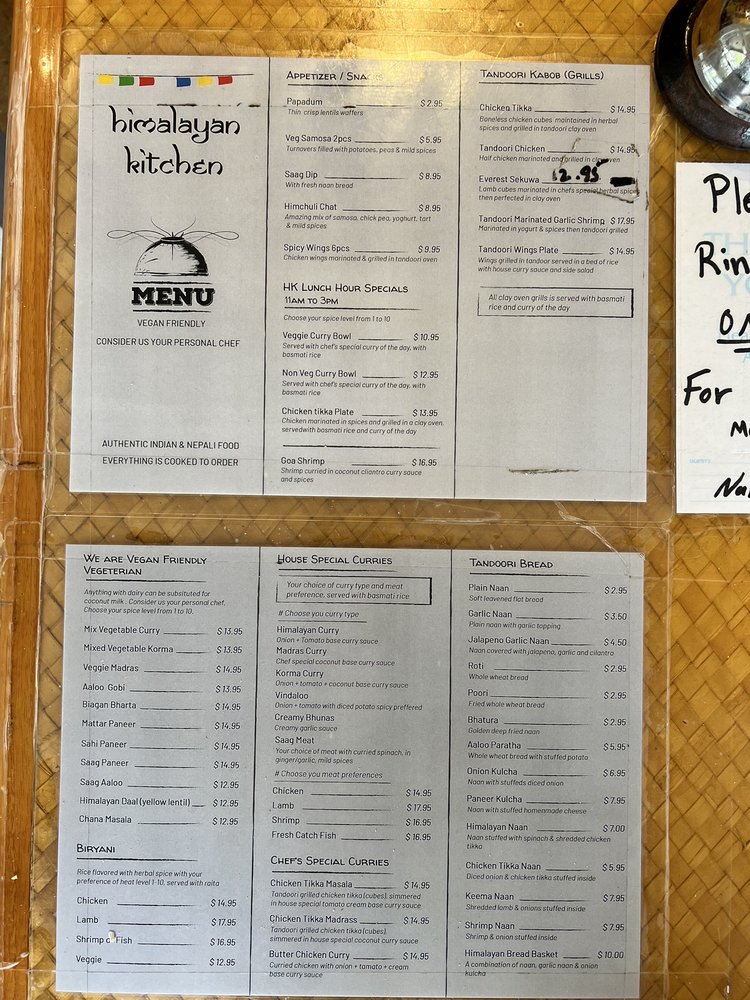 himalayan
kitchen
MENU
VEGAN FRIENDLY
CONSIDER US YOUR PERSONAL CHEF
AUTHENTIC INDIAN & NEPALI FOOD
EVERYTHING IS COOKED TO ORDER
APPETIZER / SNACKS
Papadum $ 2.95
Thin crisp lentils waffers
Veg Samosa 2pcs $ 5.95
Turnovers filled with potatoes, peas & mild spices
Saag Dip $ 8.95
With fresh naan bread
Himchuli Chat $ 8.95
Amazing mix of samosa, chick pea, yoghurt, tart
& mild spices
Spicy Wings 6pcs $ 9.95
Chicken wings marinated & grilled in tandoori oven
HK LUNCH HOUR SPECIALS
11AM TO 3PM
Choose your spice level from 1 to 10
Veggie Curry Bowl $ 10.95
Served with chef's special curry of the day, with
basmati rice
Non Veg Curry Bowl $ 12.95
Served with chef's special curry of the day, with
basmati rice
Chicken tikka Plate $ 13.95
Chicken marinated in spices and grilled in a clay oven,
servedwith basmati rice and curry of the day
Goa Shrimp $ 16.95
Shrimp curried in coconut cliantro curry sauce
and spices
TANDOORI KABOB (GRILLS)
Chicken Tikka $ 14.95
Boneless chicken cubes maintained in herbal
spices and grilled in tandoori clay oven
Tandoori Chicken $ 14.95
Half chicken marinated and grilled in clay oven
Everest Sekuwa 12.95
Lamb cubes marinated in chefs special herbal spices
then perfected in clay oven
Tandoori Marinated Garlic Shrimp $ 17.95
Marinated in yogurt & spices then tandoori grilled
Tandoori Wings Plate $ 14.95
Wings grilled in tandoor served in a bed of rice
with house curry sauce and side salad
All clay oven grills is served with basmati
rice and curry of the day
For
WE ARE VEGAN FRIENDLY
VEGETERIAN
Anything with dairy can be subsituted for
coconut milk . Consider us your personal chef.
Choose your spice level from 1 to 10.
Mix Vegetable Curry $ 13.95
Mixed Vegetable Korma $ 13.95
Veggie Madras $ 14.95
Aaloo Gobi $ 13.95
Biagan Bharta $ 14.95
Mattar Paneer $ 14.95
Sahi Paneer $ 14.95
Saag Paneer $ 14.95
Saag Aaloo $ 12.95
Himalayan Daal (yellow lentil) $ 12.95
Chana Masala $ 12.95
BIRYANI
Rice flavored with herbal spice with your
preference of heat level 1-10, served with raita
Chicken $ 14.95
Lamb $ 17.95
Shrimp Fish $ 16.95
Veggie $ 12.95
HOUSE SPECIAL CURRIES
Your choice of curry type and meat
preference, served with basmati rice
# Choose you curry type
Himalayan Curry
Onion + Tomato base curry sauce
Madras Curry
Chef special coconut base curry sauce
Korma Curry
Onion + tomato + coconut base curry sauce
Vindaloo
Onion + tomato with diced potato spicy preffered
Creamy Bhunas
Creamy garlic sauce
Saag Meat
Your choice of meat with curried spinach, in
ginger/garlic, mild spices
# Choose you meat preferences
Chicken $ 14.95
Lamb $ 17.95
Shrimp $ 16.95
Fresh Catch Fish $ 16.95
CHEF'S SPECIAL CURRIES
Chicken Tikka Masala $ 14.95
Tandoori grilled chicken tikka (cubes), simmered
in house special tomato cream base curry sauce
Chicken Tikka Madrass $ 14.95
Tandoori grilled chicken tikka (cubes),
simmered in house special coconut curry sauce
Butter Chicken Curry $ 14.95
Curried chicken with onion + tomato + cream
base curry sauce
TANDOORI BREAD
Plain Naan $ 2.95
Soft leavened flat bread
Garlic Naan $ 3.50
Plain naan with garlic topping
Jalapeno Garlic Naan $ 4.50
Naan covered with jalapeno, garlic and cilantro
Roti $ 2.95
Whole wheat bread
Poori $ 2.95
Fried whole wheat bread
Bhatura $ 2.95
Golden deep fried naan
Aaloo Paratha $ 5.95
Whole wheat bread with stuffed potato
Onion Kulcha $ 6.95
Naan with stuffeds diced onion
Paneer Kulcha $ 7.95
Naan with stuffed homenmade cheese
Himalayan Naan $ 7.00
Naan stuffed with spinach & shredded chicken
tikka
Chicken Tikka Naan $ 5.95
Diced onion & chicken tikka stuffed inside
Keema Naan $ 7.95
Shredded lamb & onions stuffed inside
Shrimp Naan $ 7.95
Shrimp & onion stuffed inside
Himalayan Bread Basket $ 10.00
A combination of naan, garlic naan & onion
kulcha